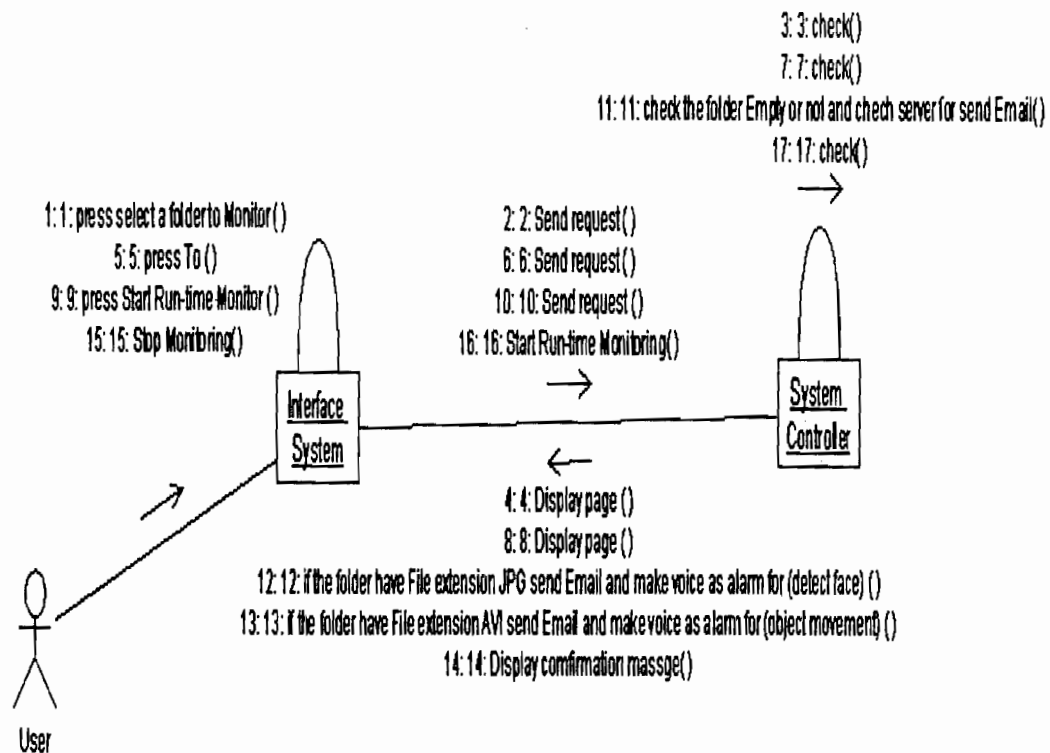 3: 3: check()
7: 7: check()
11: 11: check the folder Empty or not and chech server for send Email()
17: 17: check()
1: 1: press select a folder to Monitor()
5: 5: press To ()
9: 9: press Start Run-time Monitor ()
15: 15: Stop Monitoring()
2: 2: Send request()
6: 6: Send request()
10: 10: Send request()
16: 16: Start Run-time Monitoring()
Interface
System
System
Controller
4: 4: Display page ()
8: 8: Display page ()
12: 12: if the folder have File extension JPG send Email and make voice as alarm for (detect face) ()
13: 13: if the folder have File extension AVI send Email and make voice as alarm for (object movement) ()
14: 14: Display comfirmation massge()
User